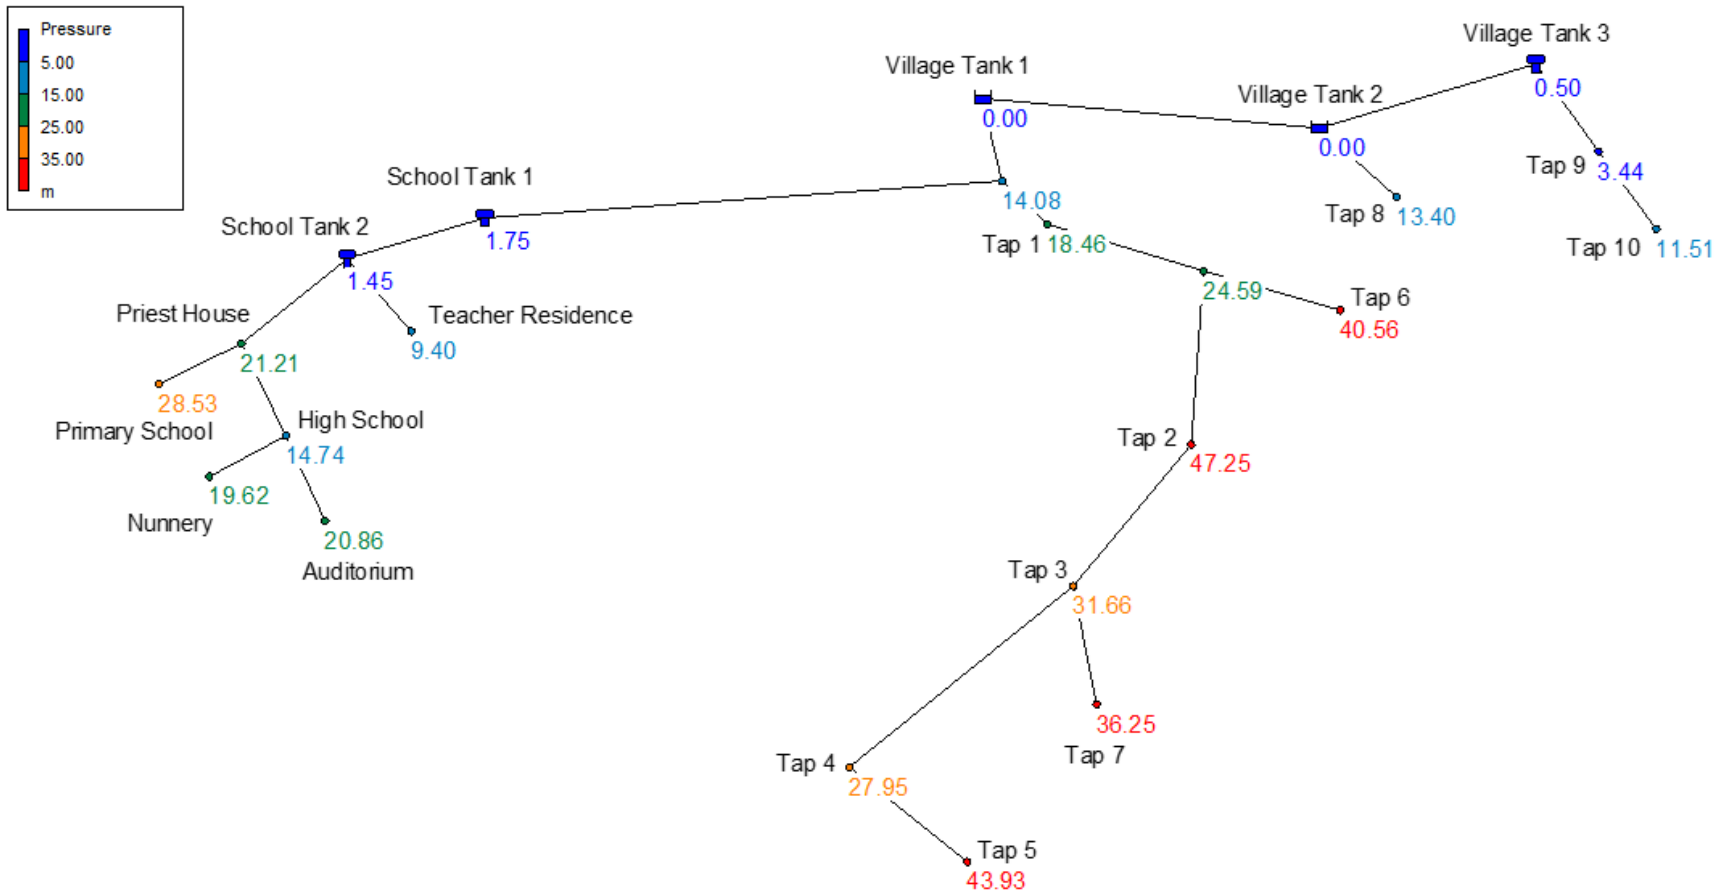 Pressure
5.00
15.00
25.00
35.00
m
Village Tank 3
0.50
Village Tank 1
0.00
Village Tank 2
0.00
Tap 9 3.44
School Tank 1
1.75
14.08
Tap 8 13.40
School Tank 2
1.45
Tap 1 18.46
Tap 10 11.51
24.59
Tap 6
40.56
Priest House
21.21
Teacher Residence
9.40
28.53
Primary School
High School
14.74
Tap 2
47.25
19.62
Nunnery
20.86
Auditorium
Tap 3
31.66
36.25
Tap 7
Tap 4
27.95
Tap 5
43.93